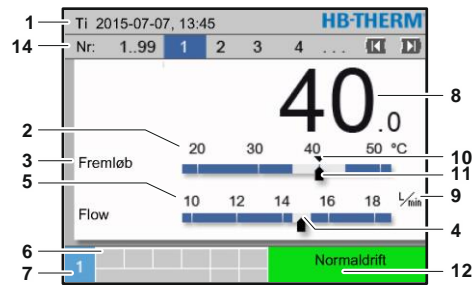 1 Ti 2015-07-07, 13:45 HB-THERM
14 Nr: 1..99 1 2 3 4 ...
40.0 8
2 20 30 40 50 °C 10
3 Fremløb 11
5 10 12 14 16 18 L/min 9
Flow 4
6
7 1 Normaldrift 12